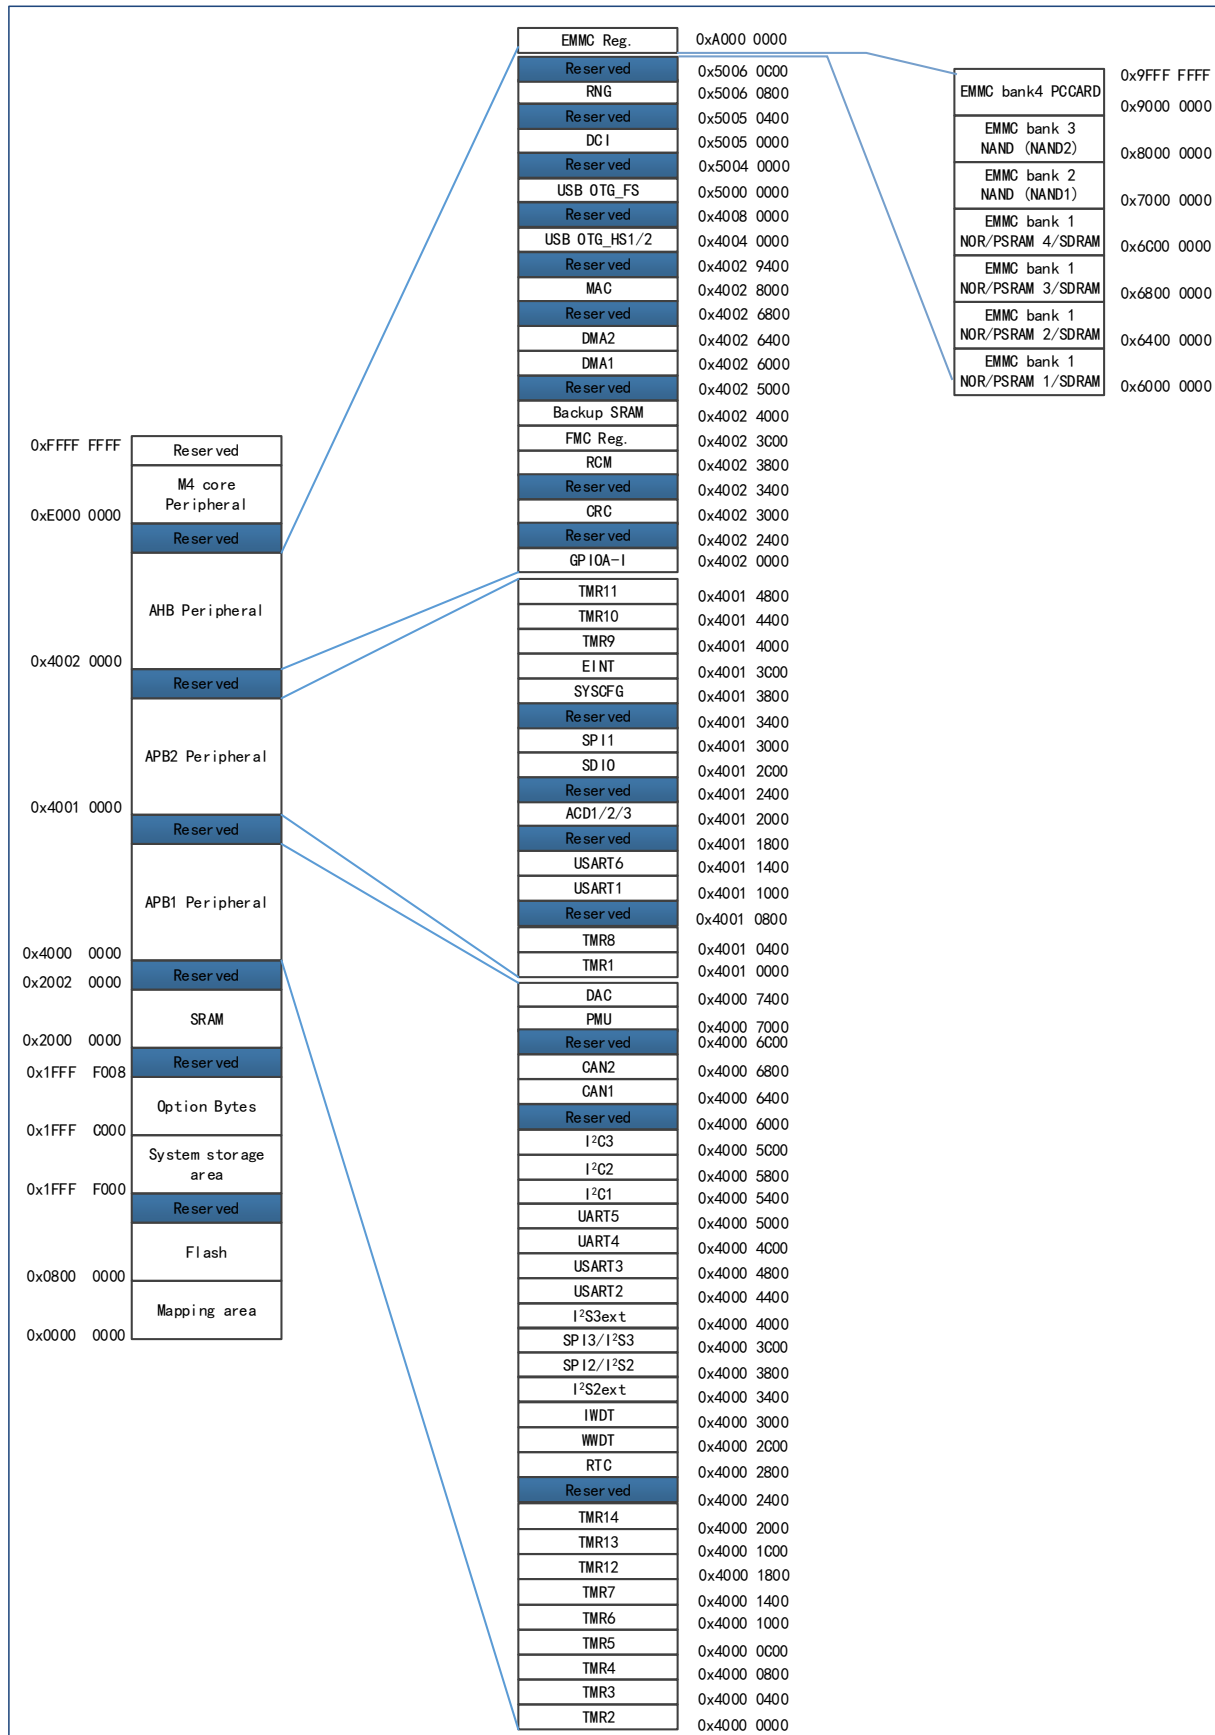 EMMC Reg. 0xA000 0000
Reserved 0x5006 0C00
RNG 0x5006 0800
Reserved 0x5005 0400
DCI 0x5005 0000
Reserved 0x5004 0000
USB OTG_FS 0x5000 0000
Reserved 0x4008 0000
USB OTG_HS1/2 0x4004 0000
Reserved 0x4002 9400
MAC 0x4002 8000
Reserved 0x4002 6800
DMA2 0x4002 6400
DMA1 0x4002 6000
Reserved 0x4002 5000
Backup SRAM 0x4002 4000
FMC Reg. 0x4002 3C00
RCM 0x4002 3800
Reserved 0x4002 3400
CRC 0x4002 3000
Reserved 0x4002 2400
GPIOA-I 0x4002 0000
TMR11 0x4001 4800
TMR10 0x4001 4400
TMR9 0x4001 4000
EINT 0x4001 3C00
SYSCFG 0x4001 3800
Reserved 0x4001 3400
SPI1 0x4001 3000
SDIO 0x4001 2C00
Reserved 0x4001 2400
ACD1/2/3 0x4001 2000
Reserved 0x4001 1800
USART6 0x4001 1400
USART1 0x4001 1000
Reserved 0x4001 0800
TMR8 0x4001 0400
TMR1 0x4001 0000
DAC 0x4000 7400
PMU 0x4000 7000
Reserved 0x4000 6C00
CAN2 0x4000 6800
CAN1 0x4000 6400
Reserved 0x4000 6000
I²C3 0x4000 5C00
I²C2 0x4000 5800
I²C1 0x4000 5400
UART5 0x4000 5000
UART4 0x4000 4C00
USART3 0x4000 4800
USART2 0x4000 4400
I²S3ext 0x4000 4000
SPI3/I²S3 0x4000 3C00
SPI2/I²S2 0x4000 3800
I²S2ext 0x4000 3400
IWDT 0x4000 3000
WWDT 0x4000 2C00
RTC 0x4000 2800
Reserved 0x4000 2400
TMR14 0x4000 2000
TMR13 0x4000 1C00
TMR12 0x4000 1800
TMR7 0x4000 1400
TMR6 0x4000 1000
TMR5 0x4000 0C00
TMR4 0x4000 0800
TMR3 0x4000 0400
TMR2 0x4000 0000
0x9FFF FFFF
EMMC bank4 PCCARD
0x9000 0000
EMMC bank 3
NAND (NAND2)
0x8000 0000
EMMC bank 2
NAND (NAND1)
0x7000 0000
EMMC bank 1
NOR/PSRAM 4/SDRAM
0x6C00 0000
EMMC bank 1
NOR/PSRAM 3/SDRAM
0x6800 0000
EMMC bank 1
NOR/PSRAM 2/SDRAM
0x6400 0000
EMMC bank 1
NOR/PSRAM 1/SDRAM
0x6000 0000
0xFFFF FFFF
Reserved
M4 core
Peripheral
0xE000 0000
Reserved
AHB Peripheral
0x4002 0000
Reserved
APB2 Peripheral
0x4001 0000
Reserved
APB1 Peripheral
0x4000 0000
Reserved
0x2002 0000
SRAM
0x2000 0000
Reserved
0x1FFF F008
Option Bytes
0x1FFF C000
System storage
area
0x1FFF F000
Reserved
Flash
0x0800 0000
Mapping area
0x0000 0000